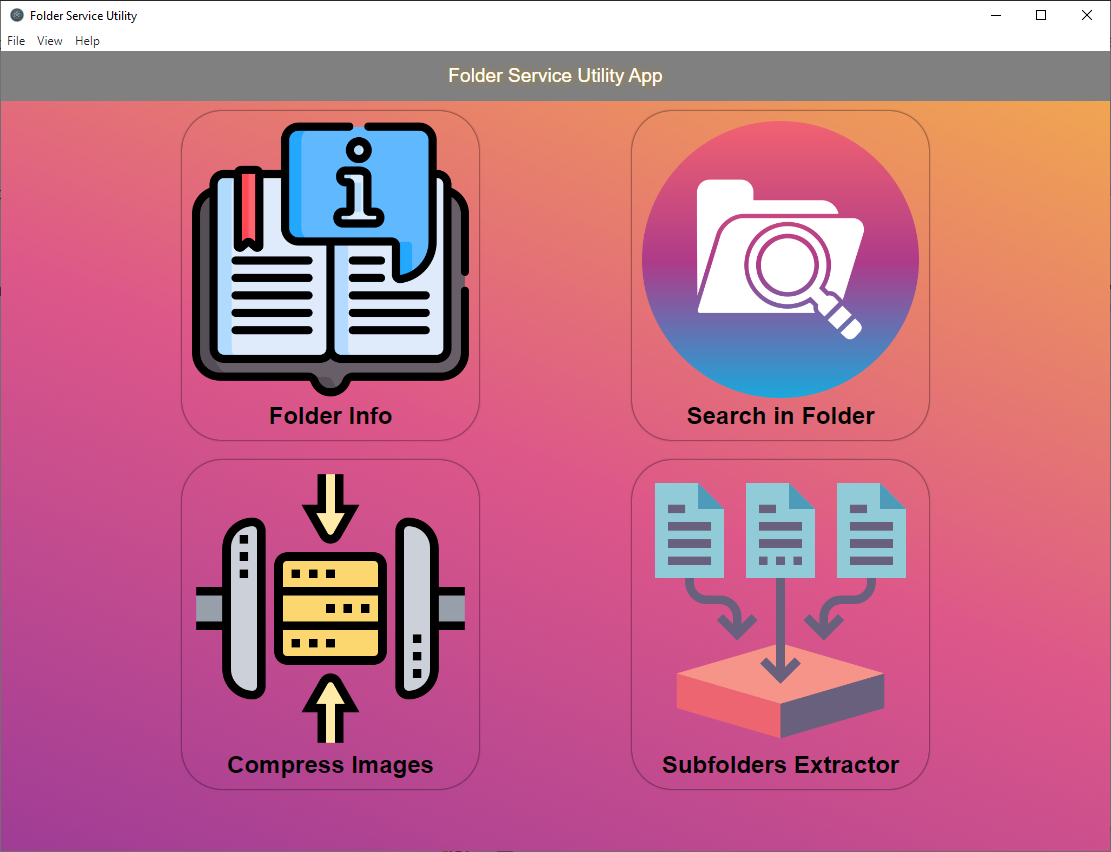 Folder Service Utility
File View Help
Folder Service Utility App
i
Folder Info
Search in Folder
Compress Images
Subfolders Extractor